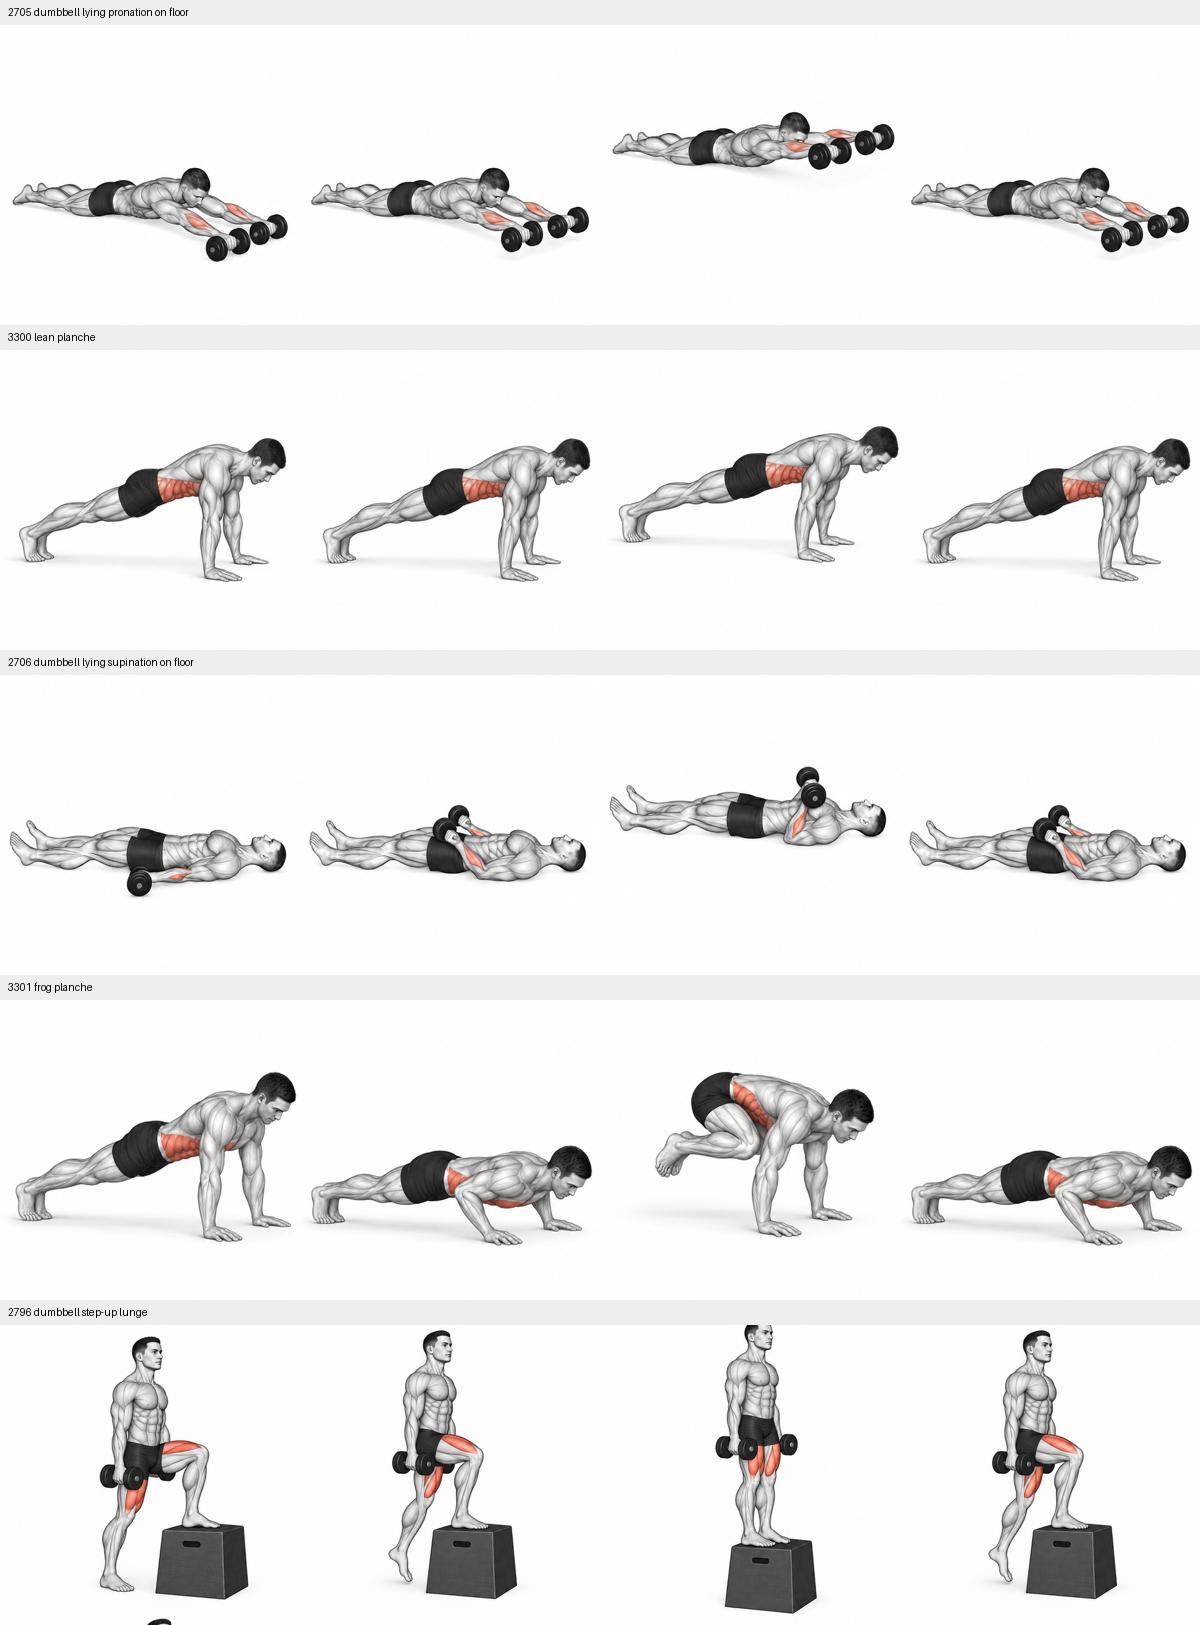 2705 dumbbell lying pronation on floor
3300 lean planche
2706 dumbbell lying supination on floor
3301 frog planche
2796 dumbbell step-up lunge